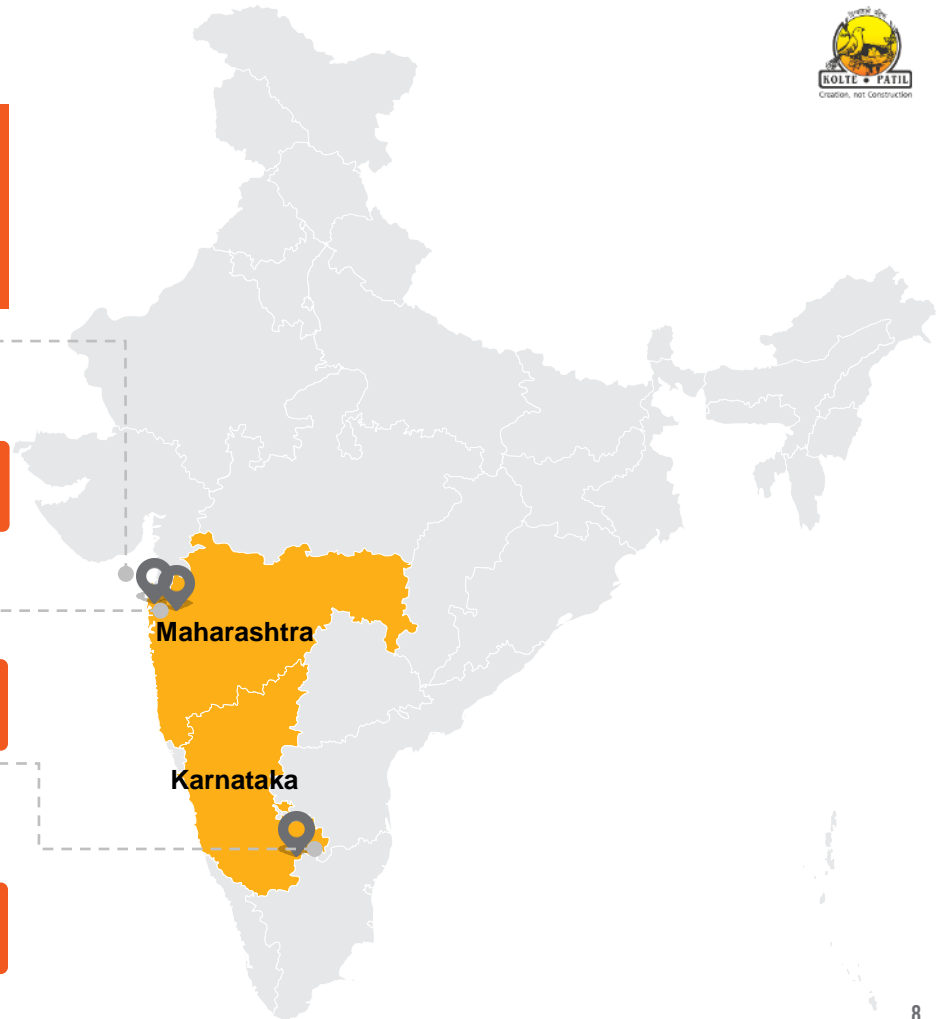 KOLTE • PATIL
Creation, not Construction
Maharashtra
Karnataka
8